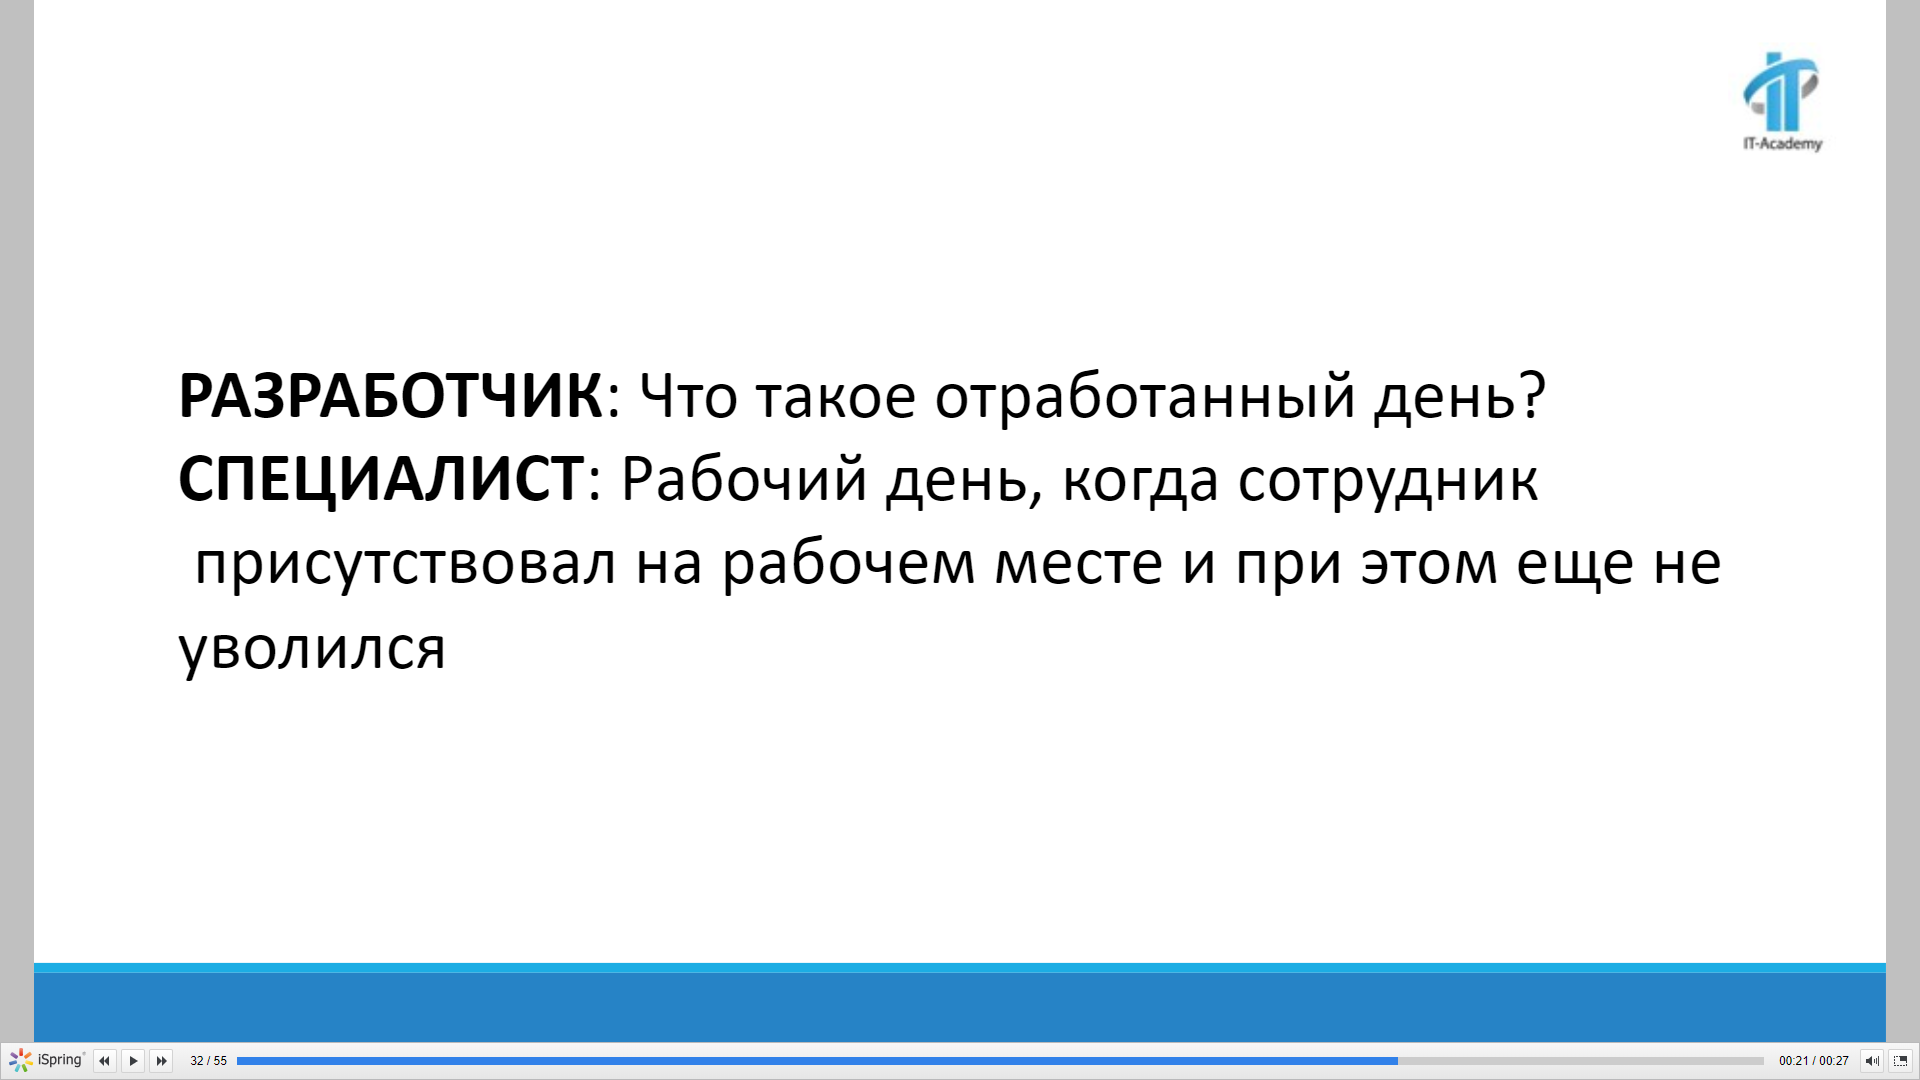 IT-Academy
РАЗРАБОТЧИК: Что такое отработанный день?
СПЕЦИАЛИСТ: Рабочий день, когда сотрудник
присутствовал на рабочем месте и при этом еще не
уволился
iSpring 32 / 55 00:21 / 00:27